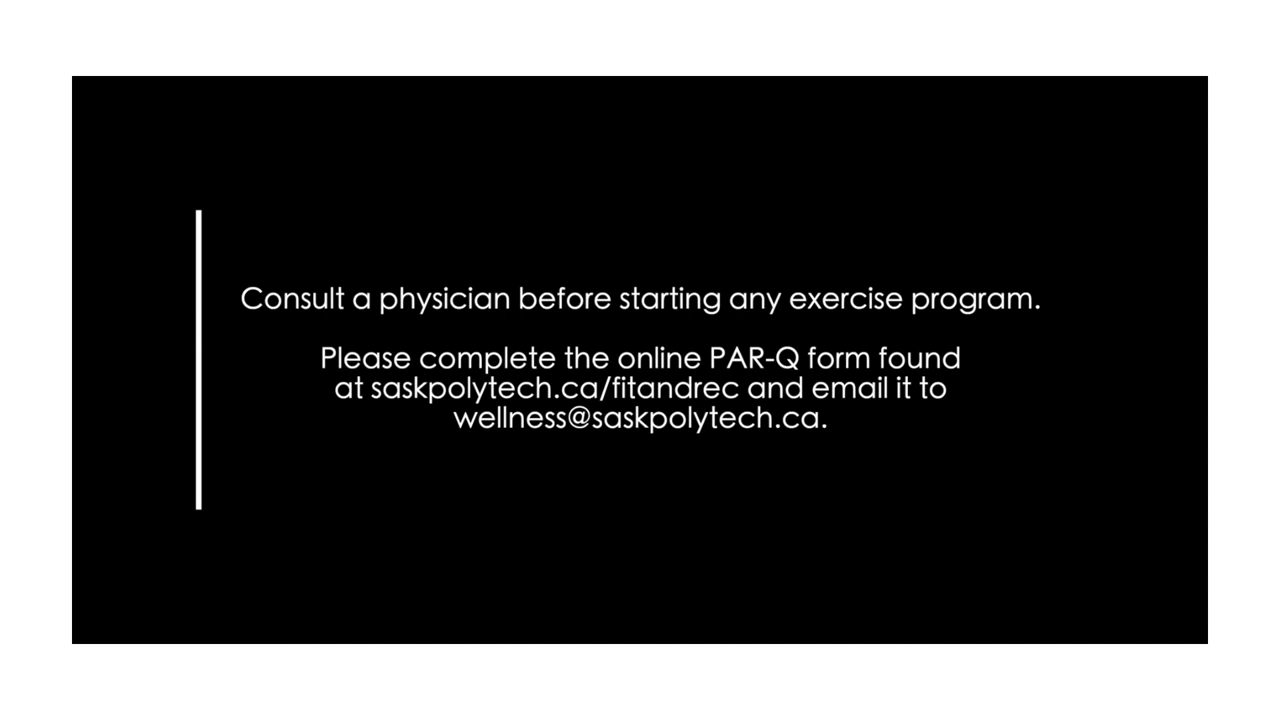 Consult a physician before starting any exercise program.
Please complete the online PAR-Q form found
at saskpolytech.ca/fitandrec and email it to
wellness@saskpolytech.ca.